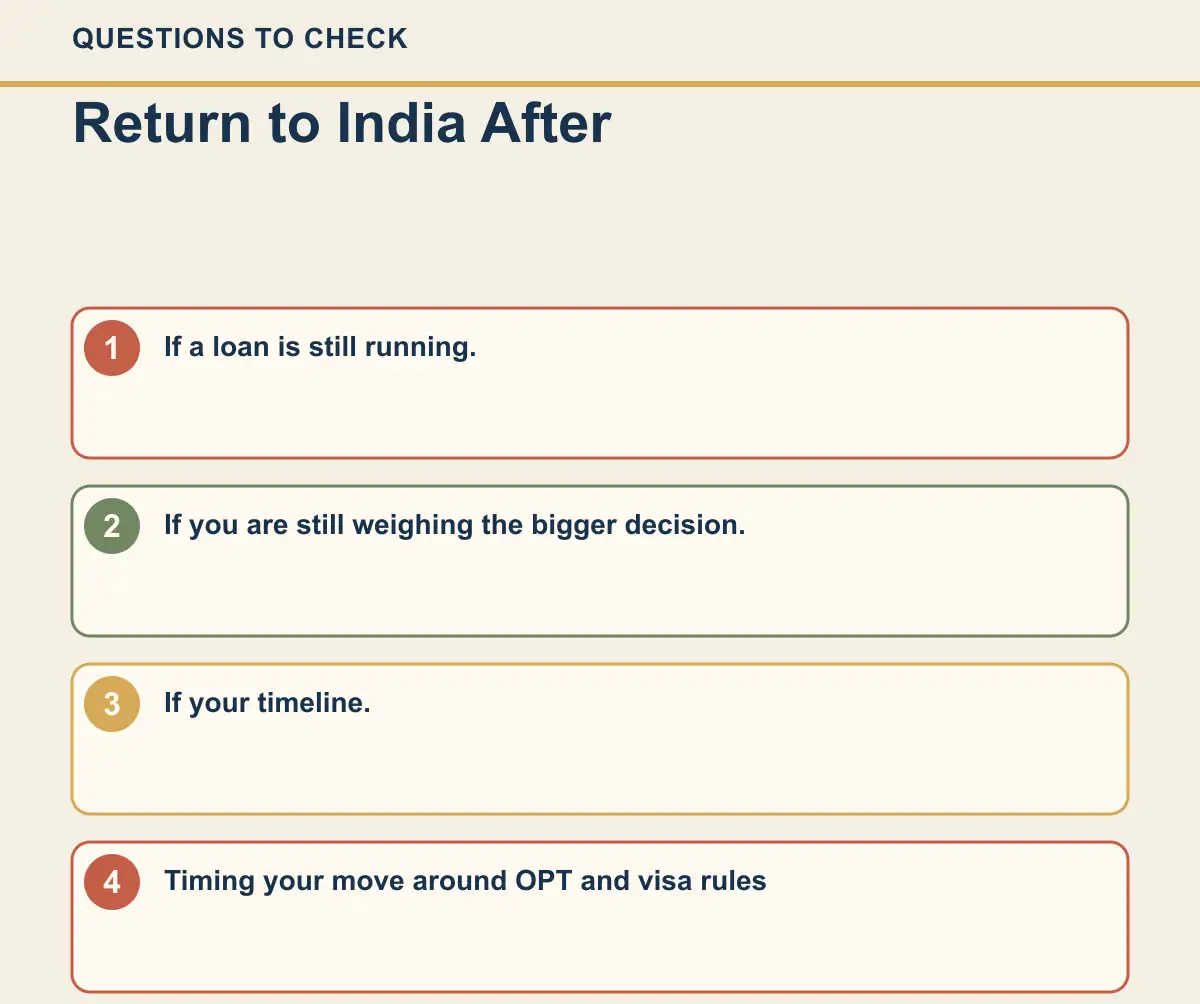 QUESTIONS TO CHECK
Return to India After
1 If a loan is still running.
2 If you are still weighing the bigger decision.
3 If your timeline.
4 Timing your move around OPT and visa rules